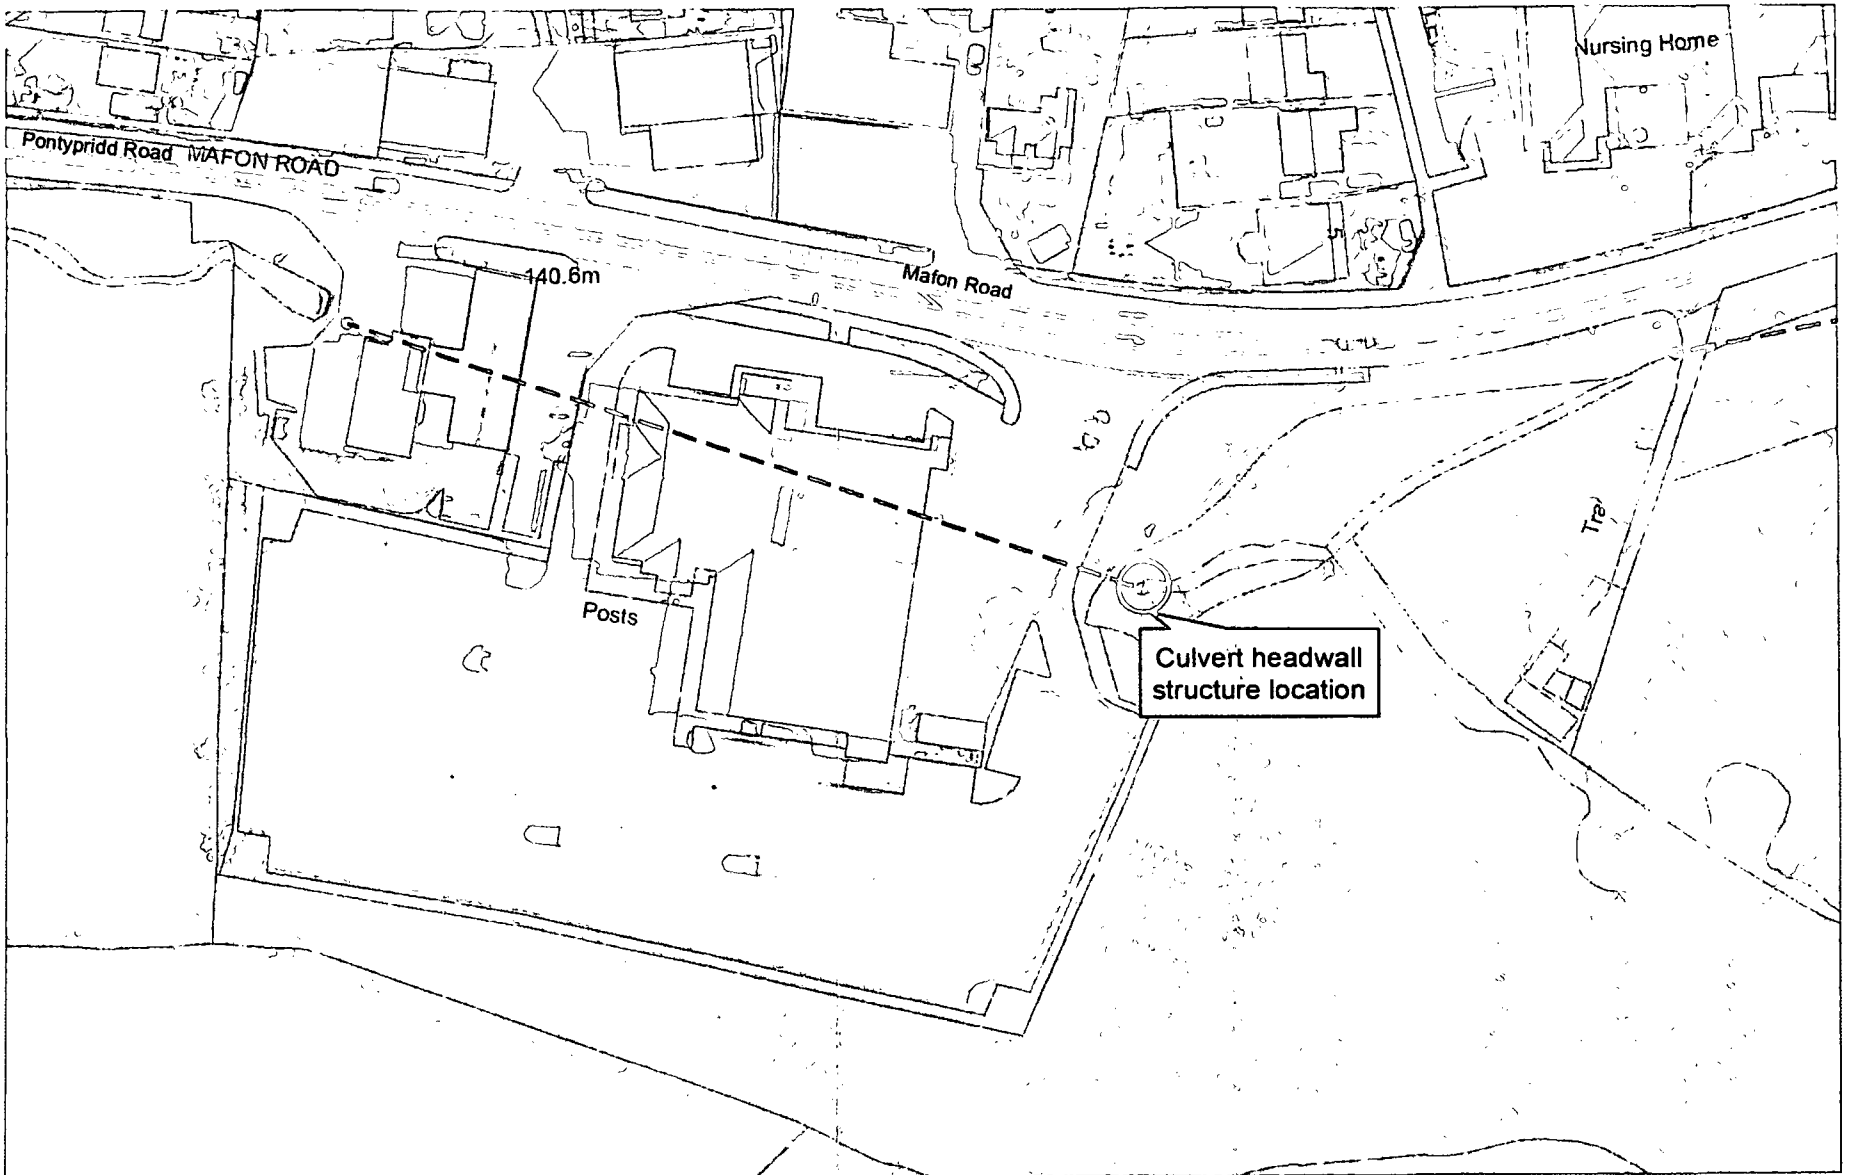 Nursing Home
Pontypridd Road MAFON ROAD
140.6m
Mafon Road
Posts
Culvert headwall
structure location